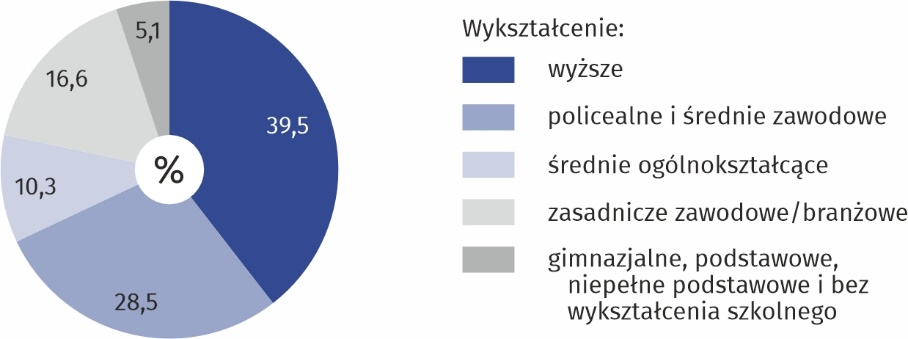 5,1
16,6
39,5
%
10,3
28,5
Wykształcenie:
wyższe
policealne i średnie zawodowe
średnie ogólnokształcące
zasadnicze zawodowe/branżowe
gimnazjalne, podstawowe,
niepełne podstawowe i bez
wykształcenia szkolnego